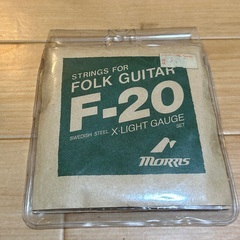 STRINGS FOR
FOLK GUITAR
F-20
SWEDISH STEEL X-LIGHT GAUGE SET
MORRIS